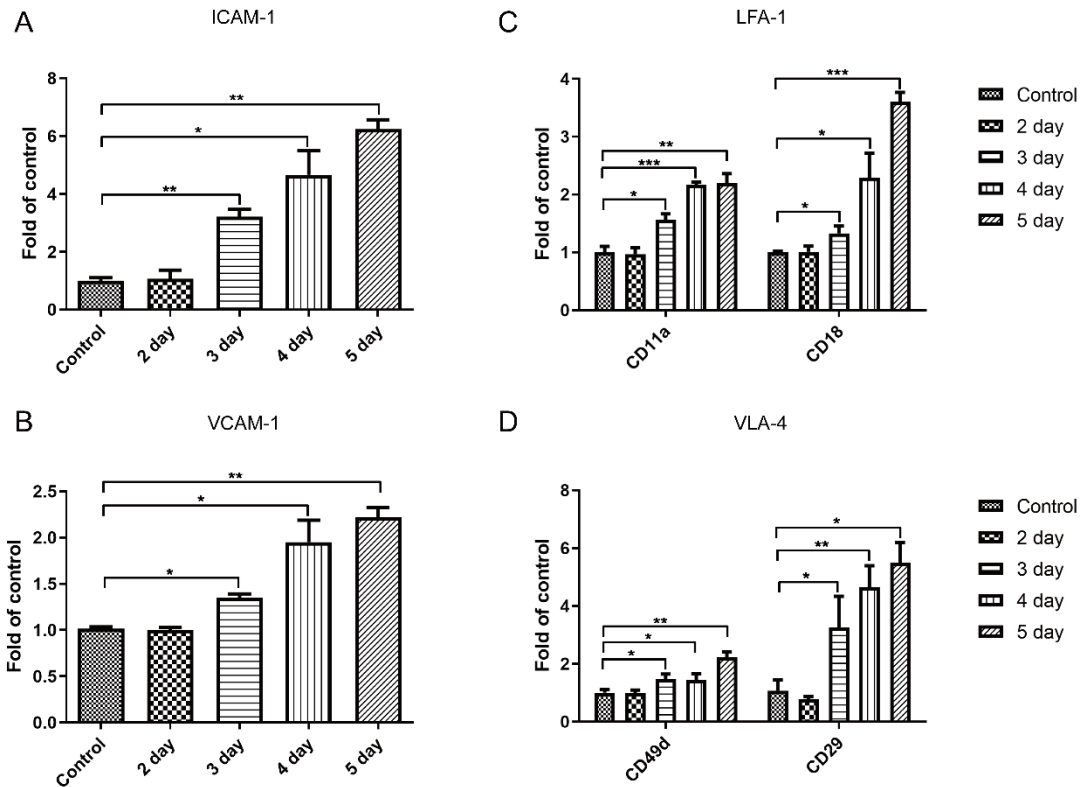 A
ICAM-1
Fold of control
8
6
4
2
0
**
*
**
Control
2 day
3 day
4 day
5 day
C
LFA-1
Fold of control
4
3
2
1
0
***
**
***
*
*
*
CD11a
CD18
Control
2 day
3 day
4 day
5 day
B
VCAM-1
Fold of control
2.5
2.0
1.5
1.0
0.5
0.0
**
*
*
Control
2 day
3 day
4 day
5 day
D
VLA-4
Fold of control
8
6
4
2
0
*
**
*
**
*
*
CD49d
CD29
Control
2 day
3 day
4 day
5 day